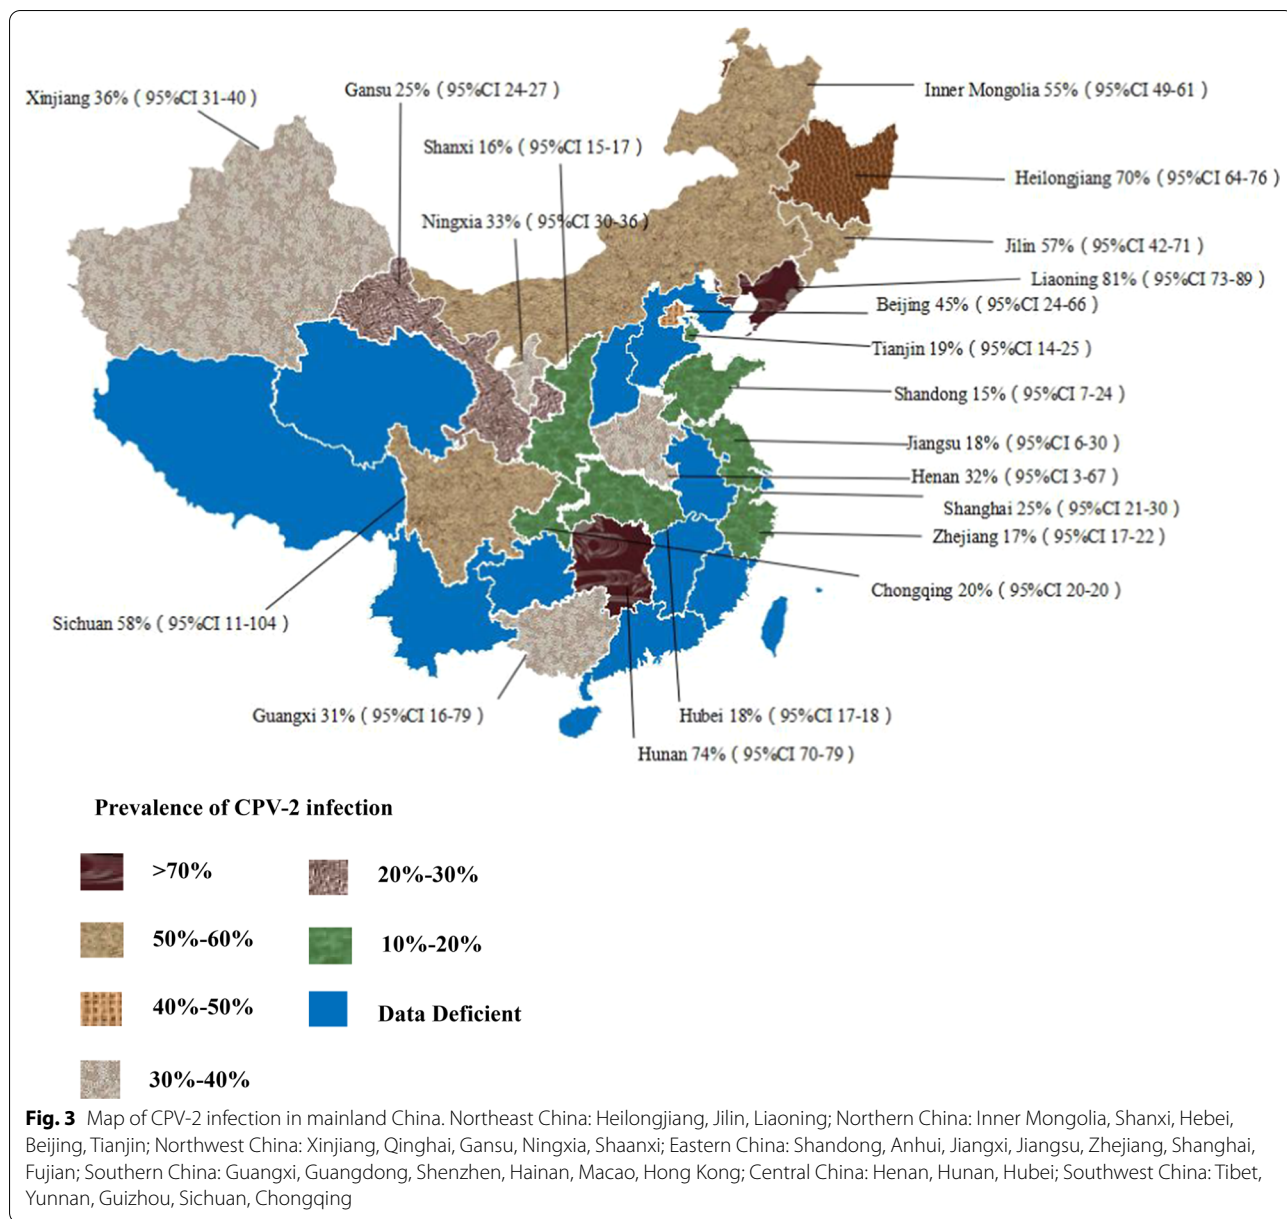 Xinjiang 36% ( 95%CI 31-40 )
Gansu 25% ( 95%CI 24-27 )
Inner Mongolia 55% ( 95%CI 49-61 )
Shanxi 16% ( 95%CI 15-17 )
Heilongjiang 70% ( 95%CI 64-76 )
Ningxia 33% ( 95%CI 30-36 )
Jilin 57% ( 95%CI 42-71 )
Liaoning 81% ( 95%CI 73-89 )
Beijing 45% ( 95%CI 24-66 )
Tianjin 19% ( 95%CI 14-25 )
Shandong 15% ( 95%CI 7-24 )
Jiangsu 18% ( 95%CI 6-30 )
Henan 32% ( 95%CI 3-67 )
Shanghai 25% ( 95%CI 21-30 )
Zhejiang 17% ( 95%CI 17-22 )
Chongqing 20% ( 95%CI 20-20 )
Sichuan 58% ( 95%CI 11-104 )
Guangxi 31% ( 95%CI 16-79 )
Hubei 18% ( 95%CI 17-18 )
Hunan 74% ( 95%CI 70-79 )
Prevalence of CPV-2 infection
>70%
20%-30%
50%-60%
10%-20%
40%-50%
Data Deficient
30%-40%
Fig. 3 Map of CPV-2 infection in mainland China. Northeast China: Heilongjiang, Jilin, Liaoning; Northern China: Inner Mongolia, Shanxi, Hebei,
Beijing, Tianjin; Northwest China: Xinjiang, Qinghai, Gansu, Ningxia, Shaanxi; Eastern China: Shandong, Anhui, Jiangxi, Jiangsu, Zhejiang, Shanghai,
Fujian; Southern China: Guangxi, Guangdong, Shenzhen, Hainan, Macao, Hong Kong; Central China: Henan, Hunan, Hubei; Southwest China: Tibet,
Yunnan, Guizhou, Sichuan, Chongqing